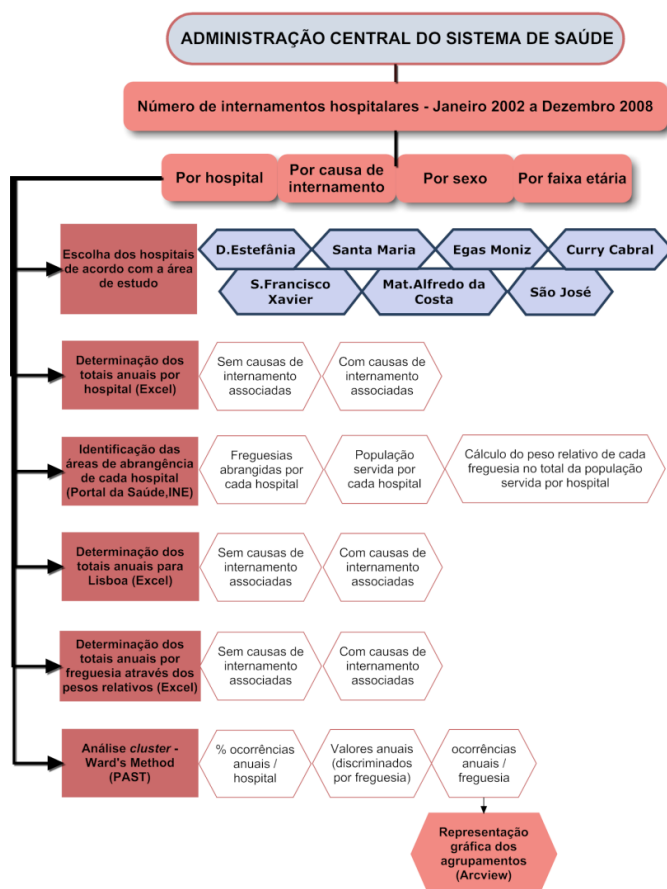 ADMINISTRAÇÃO CENTRAL DO SISTEMA DE SAÚDE
Número de internamentos hospitalares - Janeiro 2002 a Dezembro 2008
Por hospital
Por causa de
internamento
Por sexo
Por faixa etária
Escolha dos hospitais
de acordo com a área
de estudo
D.Estefânia
Santa Maria
Egas Moniz
Curry Cabral
S.Francisco
Xavier
Mat.Alfredo da
Costa
São José
Determinação dos
totais anuais por
hospital (Excel)
Sem causas de
internamento
associadas
Com causas de
internamento
associadas
Identificação das
áreas de abrangência
de cada hospital
(Portal da Saúde,INE)
Freguesias
abrangidas por
cada hospital
População
servida por
cada hospital
Cálculo do peso relativo de cada
freguesia no total da população
servida por hospital
Determinação dos
totais anuais para
Lisboa (Excel)
Sem causas de
internamento
associadas
Com causas de
internamento
associadas
Determinação dos
totais anuais por
freguesia através dos
pesos relativos (Excel)
Sem causas de
internamento
associadas
Com causas de
internamento
associadas
Análise cluster -
Ward's Method
(PAST)
% ocorrências
anuais /
hospital
Valores anuais
(discriminados
por freguesia)
ocorrências
anuais /
freguesia
Representação
gráfica dos
agrupamentos
(Arcview)